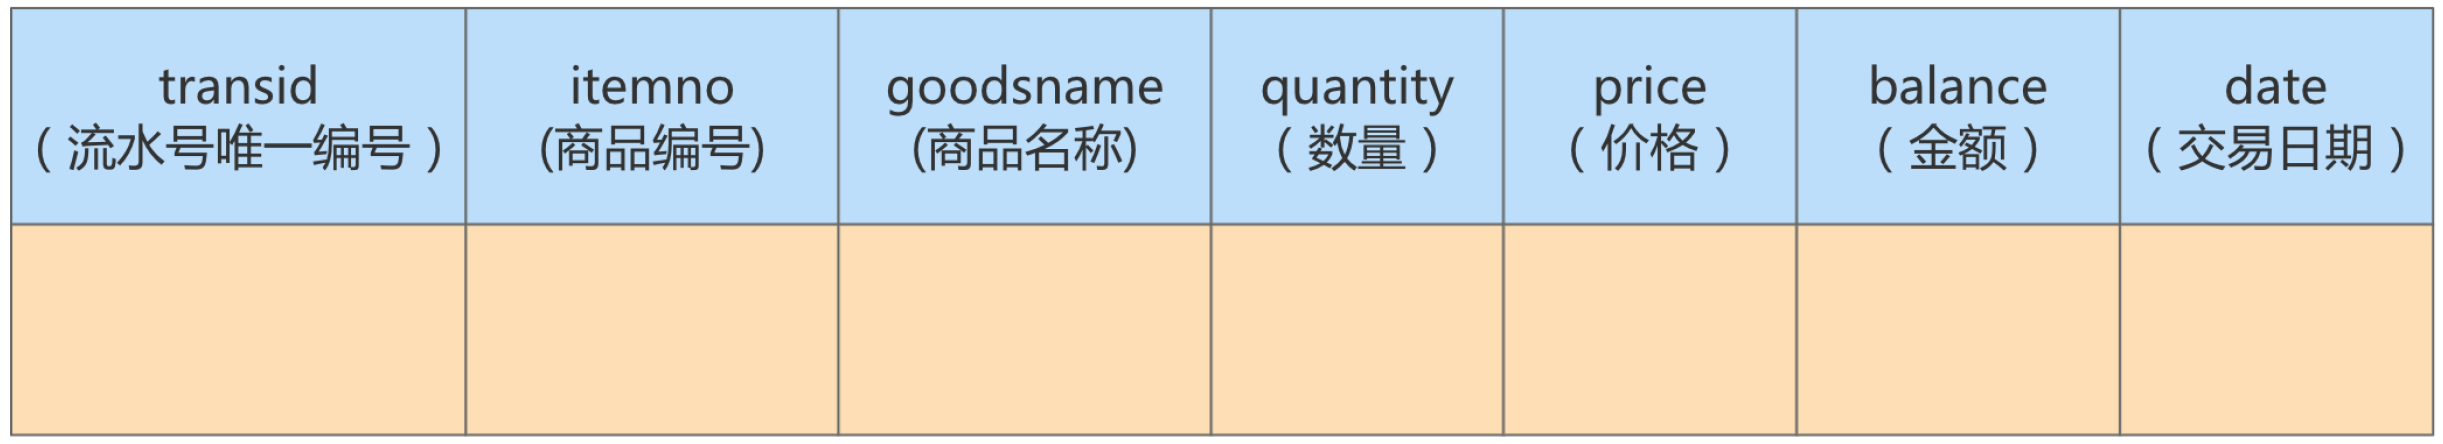 transid
（流水号唯一编号）
itemno
(商品编号)
goodsname
(商品名称)
quantity
（数量）
price
（价格）
balance
（金额）
date
（交易日期）